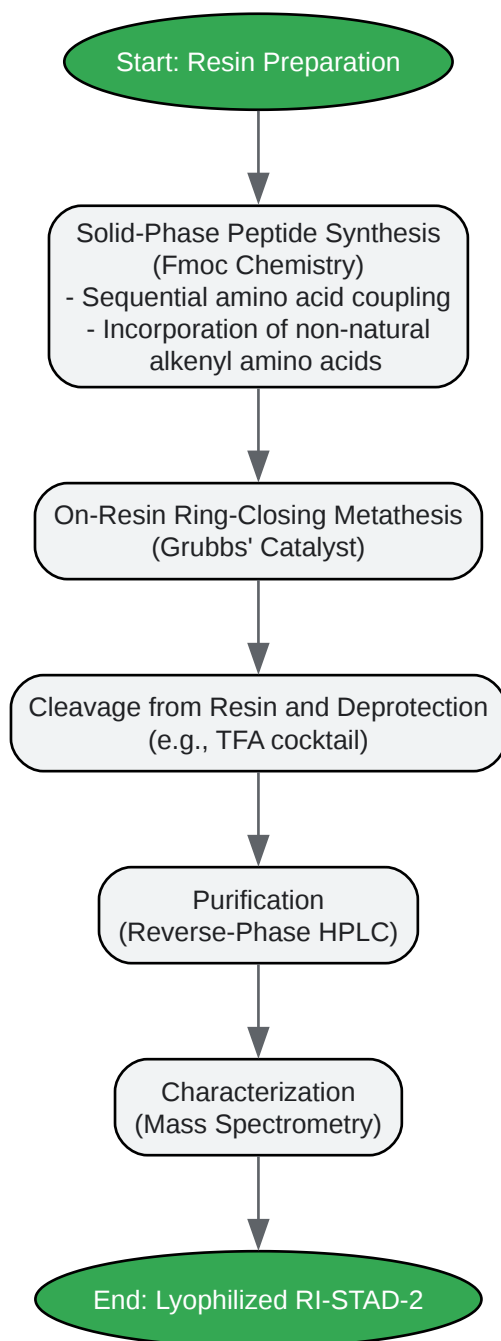 Start: Resin Preparation
Solid-Phase Peptide Synthesis
(Fmoc Chemistry)
- Sequential amino acid coupling
- Incorporation of non-natural
alkenyl amino acids
On-Resin Ring-Closing Metathesis
(Grubbs' Catalyst)
Cleavage from Resin and Deprotection
(e.g., TFA cocktail)
Purification
(Reverse-Phase HPLC)
Characterization
(Mass Spectrometry)
End: Lyophilized RI-STAD-2